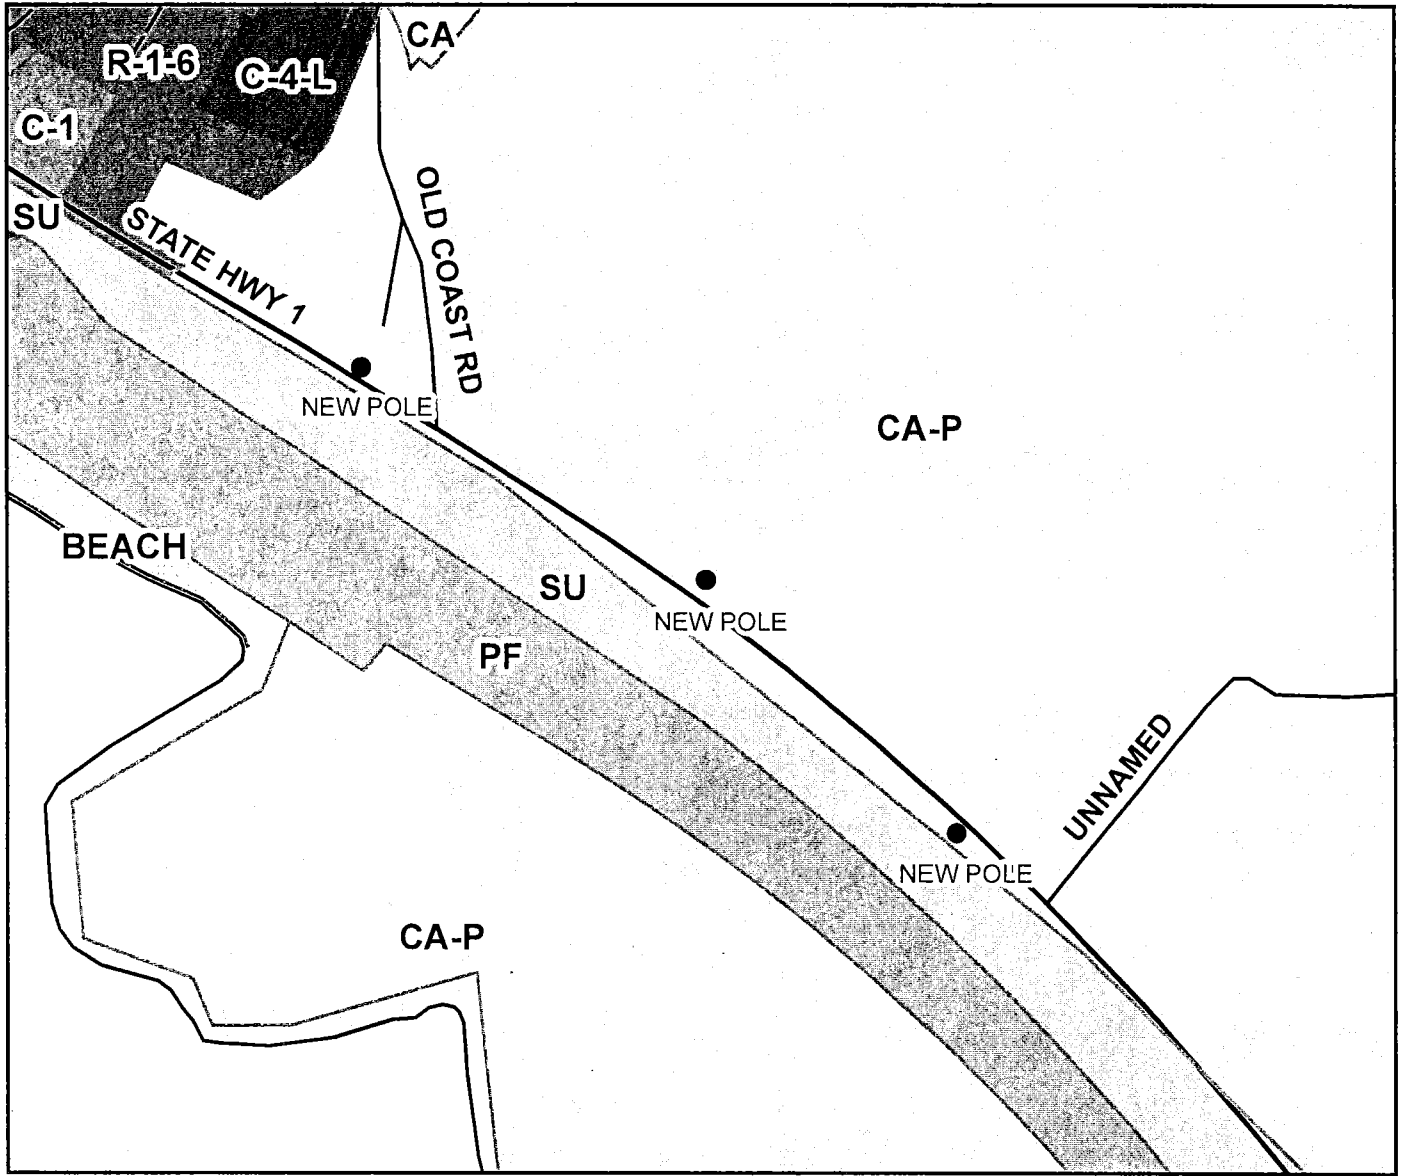 CA
R-1-6
C-4-L
C-1
SU
STATE HWY 1
OLD COAST RD
NEW POLE
CA-P
BEACH
SU
NEW POLE
PF
UNNAMED
NEW POLE
CA-P